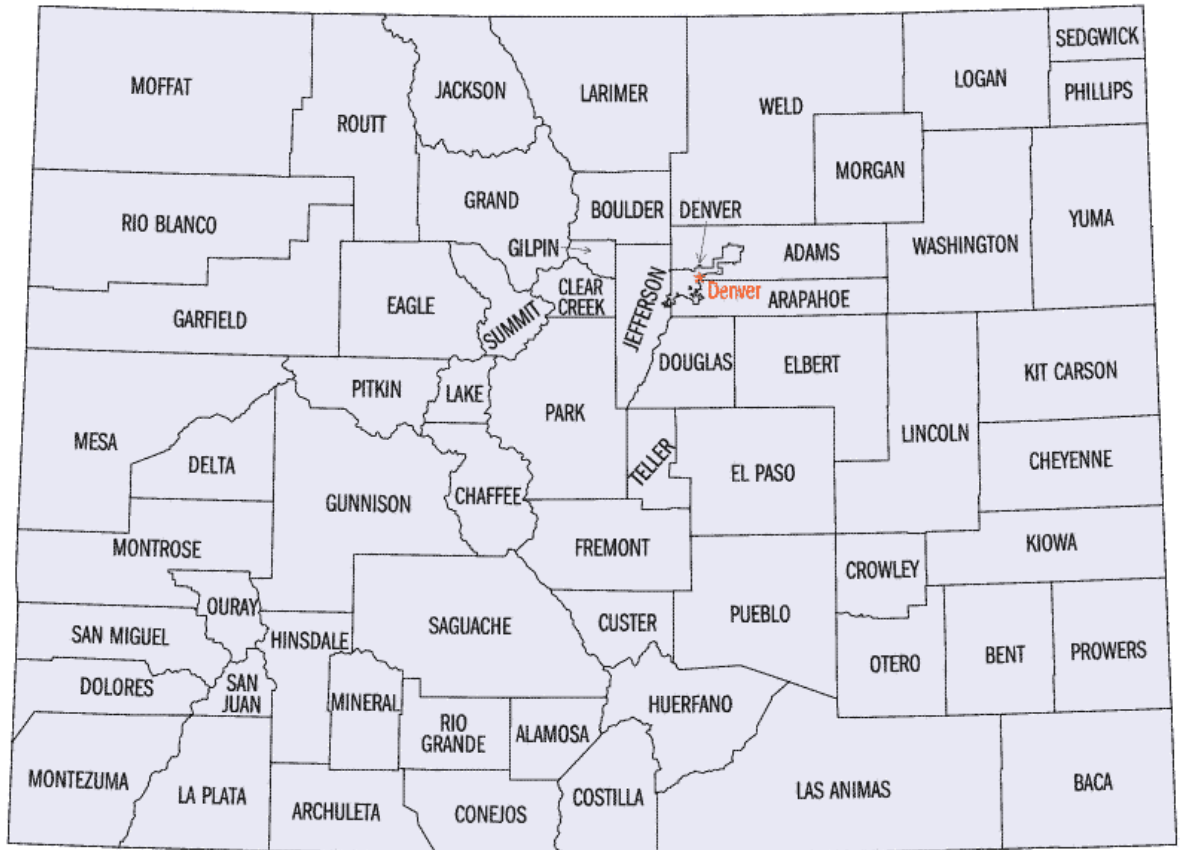 SEDGWICK
MOFFAT
JACKSON
LARIMER
LOGAN
PHILLIPS
WELD
ROUTT
MORGAN
GRAND
BOULDER
DENVER
YUMA
RIO BLANCO
GILPIN
ADAMS
WASHINGTON
CLEAR
CREEK
Denver
ARAPAHOE
EAGLE
SUMMIT
JEFFERSON
GARFIELD
DOUGLAS
ELBERT
KIT CARSON
PITKIN
LAKE
PARK
LINCOLN
MESA
DELTA
TELLER
EL PASO
CHEYENNE
GUNNISON
CHAFFEE
MONTROSE
FREMONT
KIOWA
CROWLEY
OURAY
PUEBLO
SAN MIGUEL
HINSDALE
SAGUACHE
CUSTER
OTERO
BENT
PROWERS
DOLORES
SAN
JUAN
MINERAL
HUERFANO
RIO
GRANDE
ALAMOSA
MONTEZUMA
LA PLATA
ARCHULETA
CONEJOS
COSTILLA
LAS ANIMAS
BACA